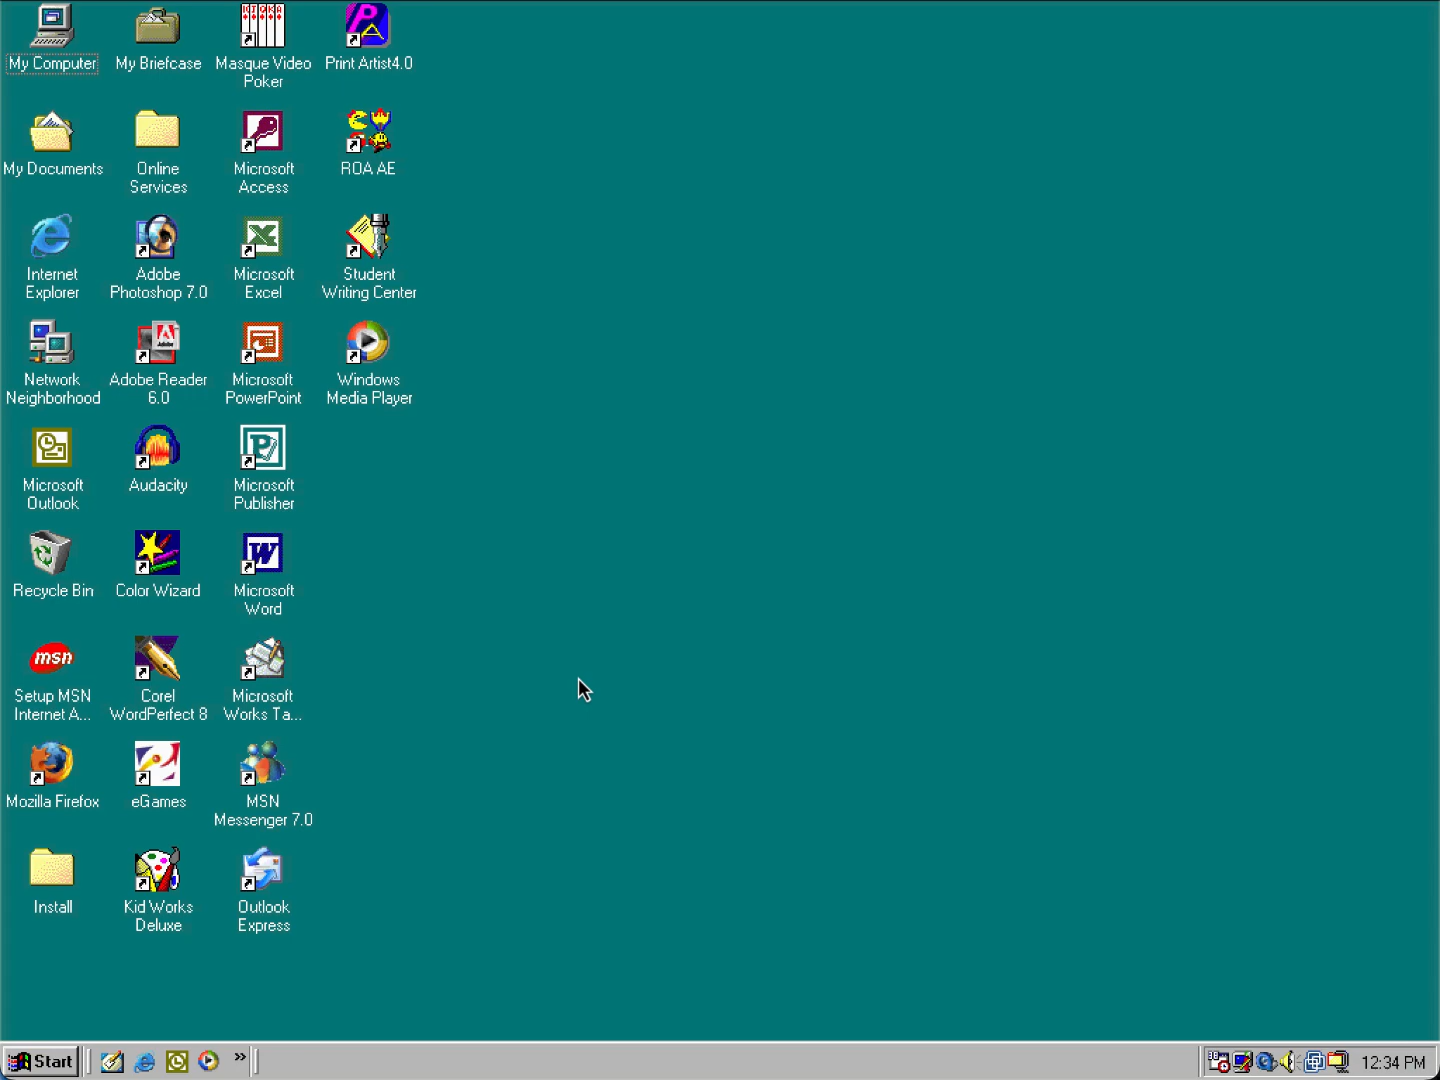 My Computer
My Briefcase
Masque Video
Poker
Print Artist4.0
My Documents
Online
Services
Microsoft
Access
ROA AE
Internet
Explorer
Adobe
Photoshop 7.0
Microsoft
Excel
Student
Writing Center
Network
Neighborhood
Adobe Reader
6.0
Microsoft
PowerPoint
Windows
Media Player
Microsoft
Outlook
Audacity
Microsoft
Publisher
Recycle Bin
Color Wizard
Microsoft
Word
msn
Setup MSN
Internet A...
Corel
WordPerfect 8
Microsoft
Works Ta...
Mozilla Firefox
eGames
MSN
Messenger 7.0
Install
Kid Works
Deluxe
Outlook
Express
Start
»
12:34 PM